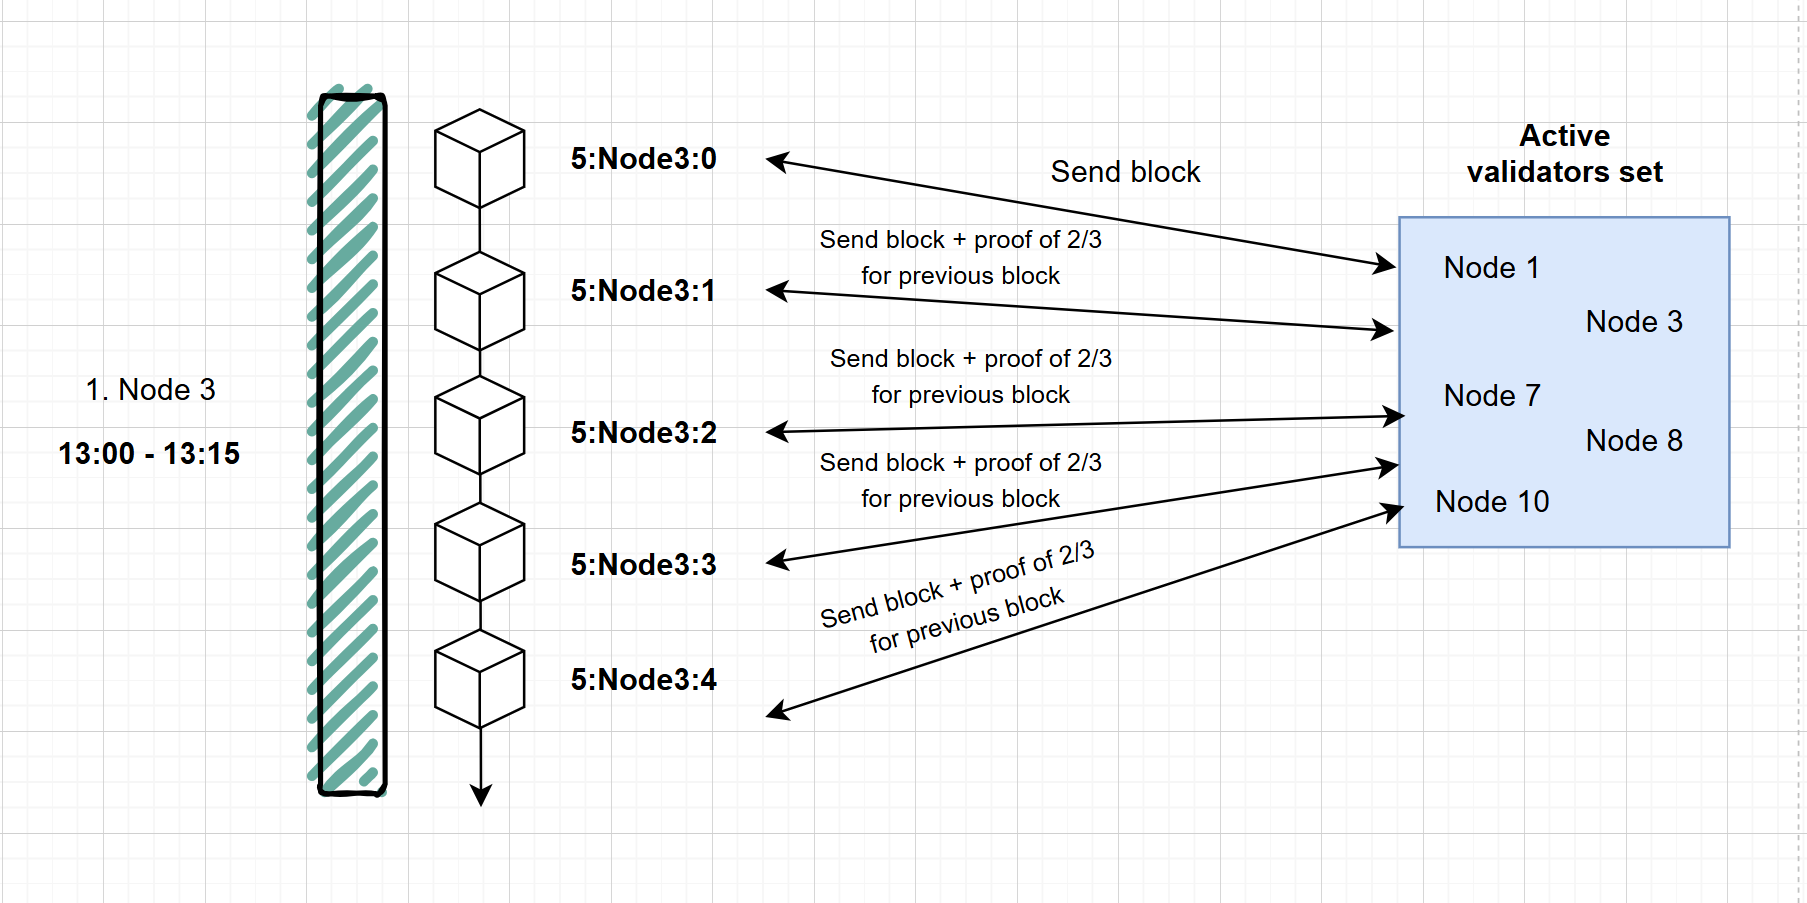 1. Node 3
13:00 - 13:15
5:Node3:0
5:Node3:1
5:Node3:2
5:Node3:3
5:Node3:4
Send block
Send block + proof of 2/3
for previous block
Send block + proof of 2/3
for previous block
Send block + proof of 2/3
for previous block
Send block + proof of 2/3
for previous block
Active
validators set
Node 1
Node 3
Node 7
Node 8
Node 10